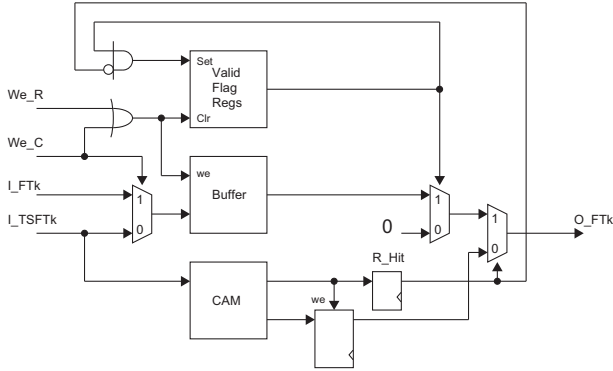 Set
Valid
Flag
Regs
Clr
We_R
We_C
we
Buffer
I_FTk
1
0
1
0
0
1
0
O_FTk
I_TSFTk
R_Hit
CAM
we